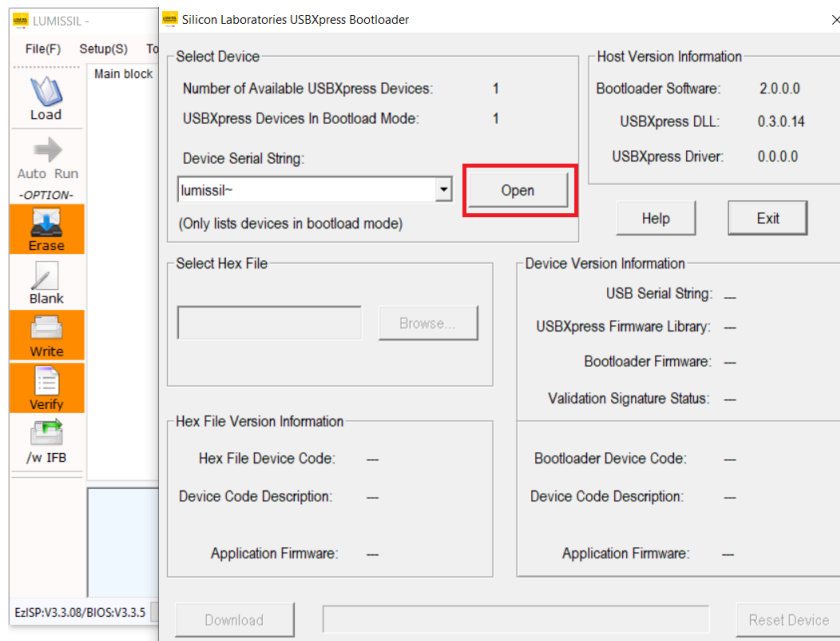 LUMISSIL -
File(F) Setup(S) To
Load
Auto Run
-OPTION-
Erase
Blank
Write
Verify
/w IFB
Main block
EzISP:V3.3.08/BIOS:V3.3.5
Silicon Laboratories USBXpress Bootloader
Select Device
Number of Available USBXpress Devices: 1
USBXpress Devices In Bootload Mode: 1
Device Serial String:
lumissil~
Open
(Only lists devices in bootload mode)
Host Version Information
Bootloader Software: 2.0.0.0
USBXpress DLL: 0.3.0.14
USBXpress Driver: 0.0.0.0
Help
Exit
Select Hex File
Browse...
Device Version Information
USB Serial String: ---
USBXpress Firmware Library: ---
Bootloader Firmware: ---
Validation Signature Status: ---
Hex File Version Information
Hex File Device Code: ---
Device Code Description: ---
Application Firmware: ---
Bootloader Device Code: ---
Device Code Description: ---
Application Firmware: ---
Download
Reset Device